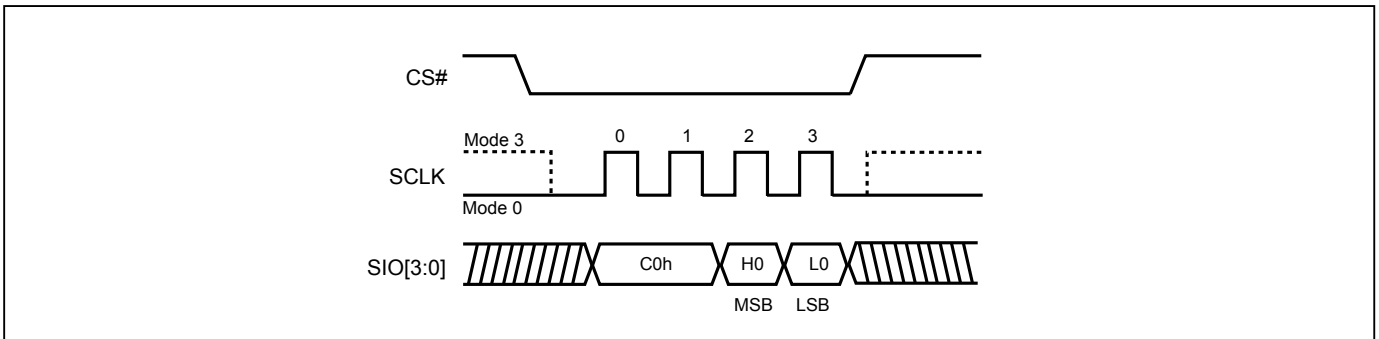 CS#
Mode 3 0 1 2 3
SCLK
Mode 0
SIO[3:0] C0h H0 L0
MSB LSB